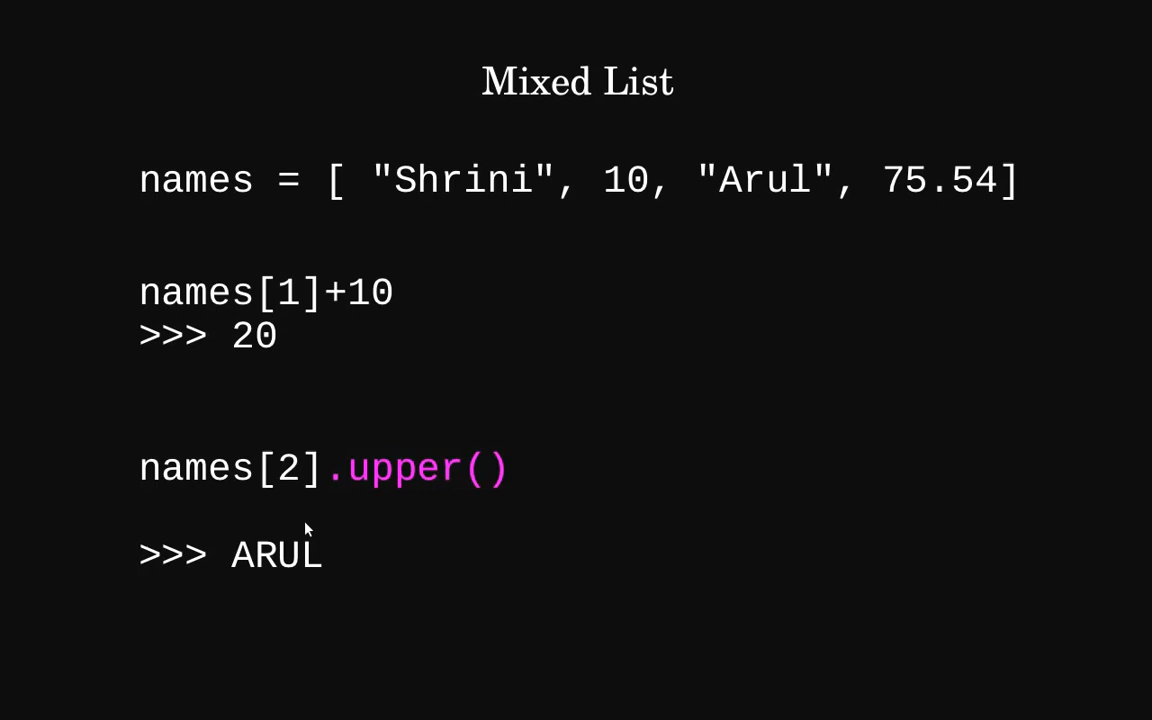 Mixed List
names = [ "Shrini", 10, "Arul", 75.54]
names[1]+10
>>> 20
names[2].upper()
>>> ARUL